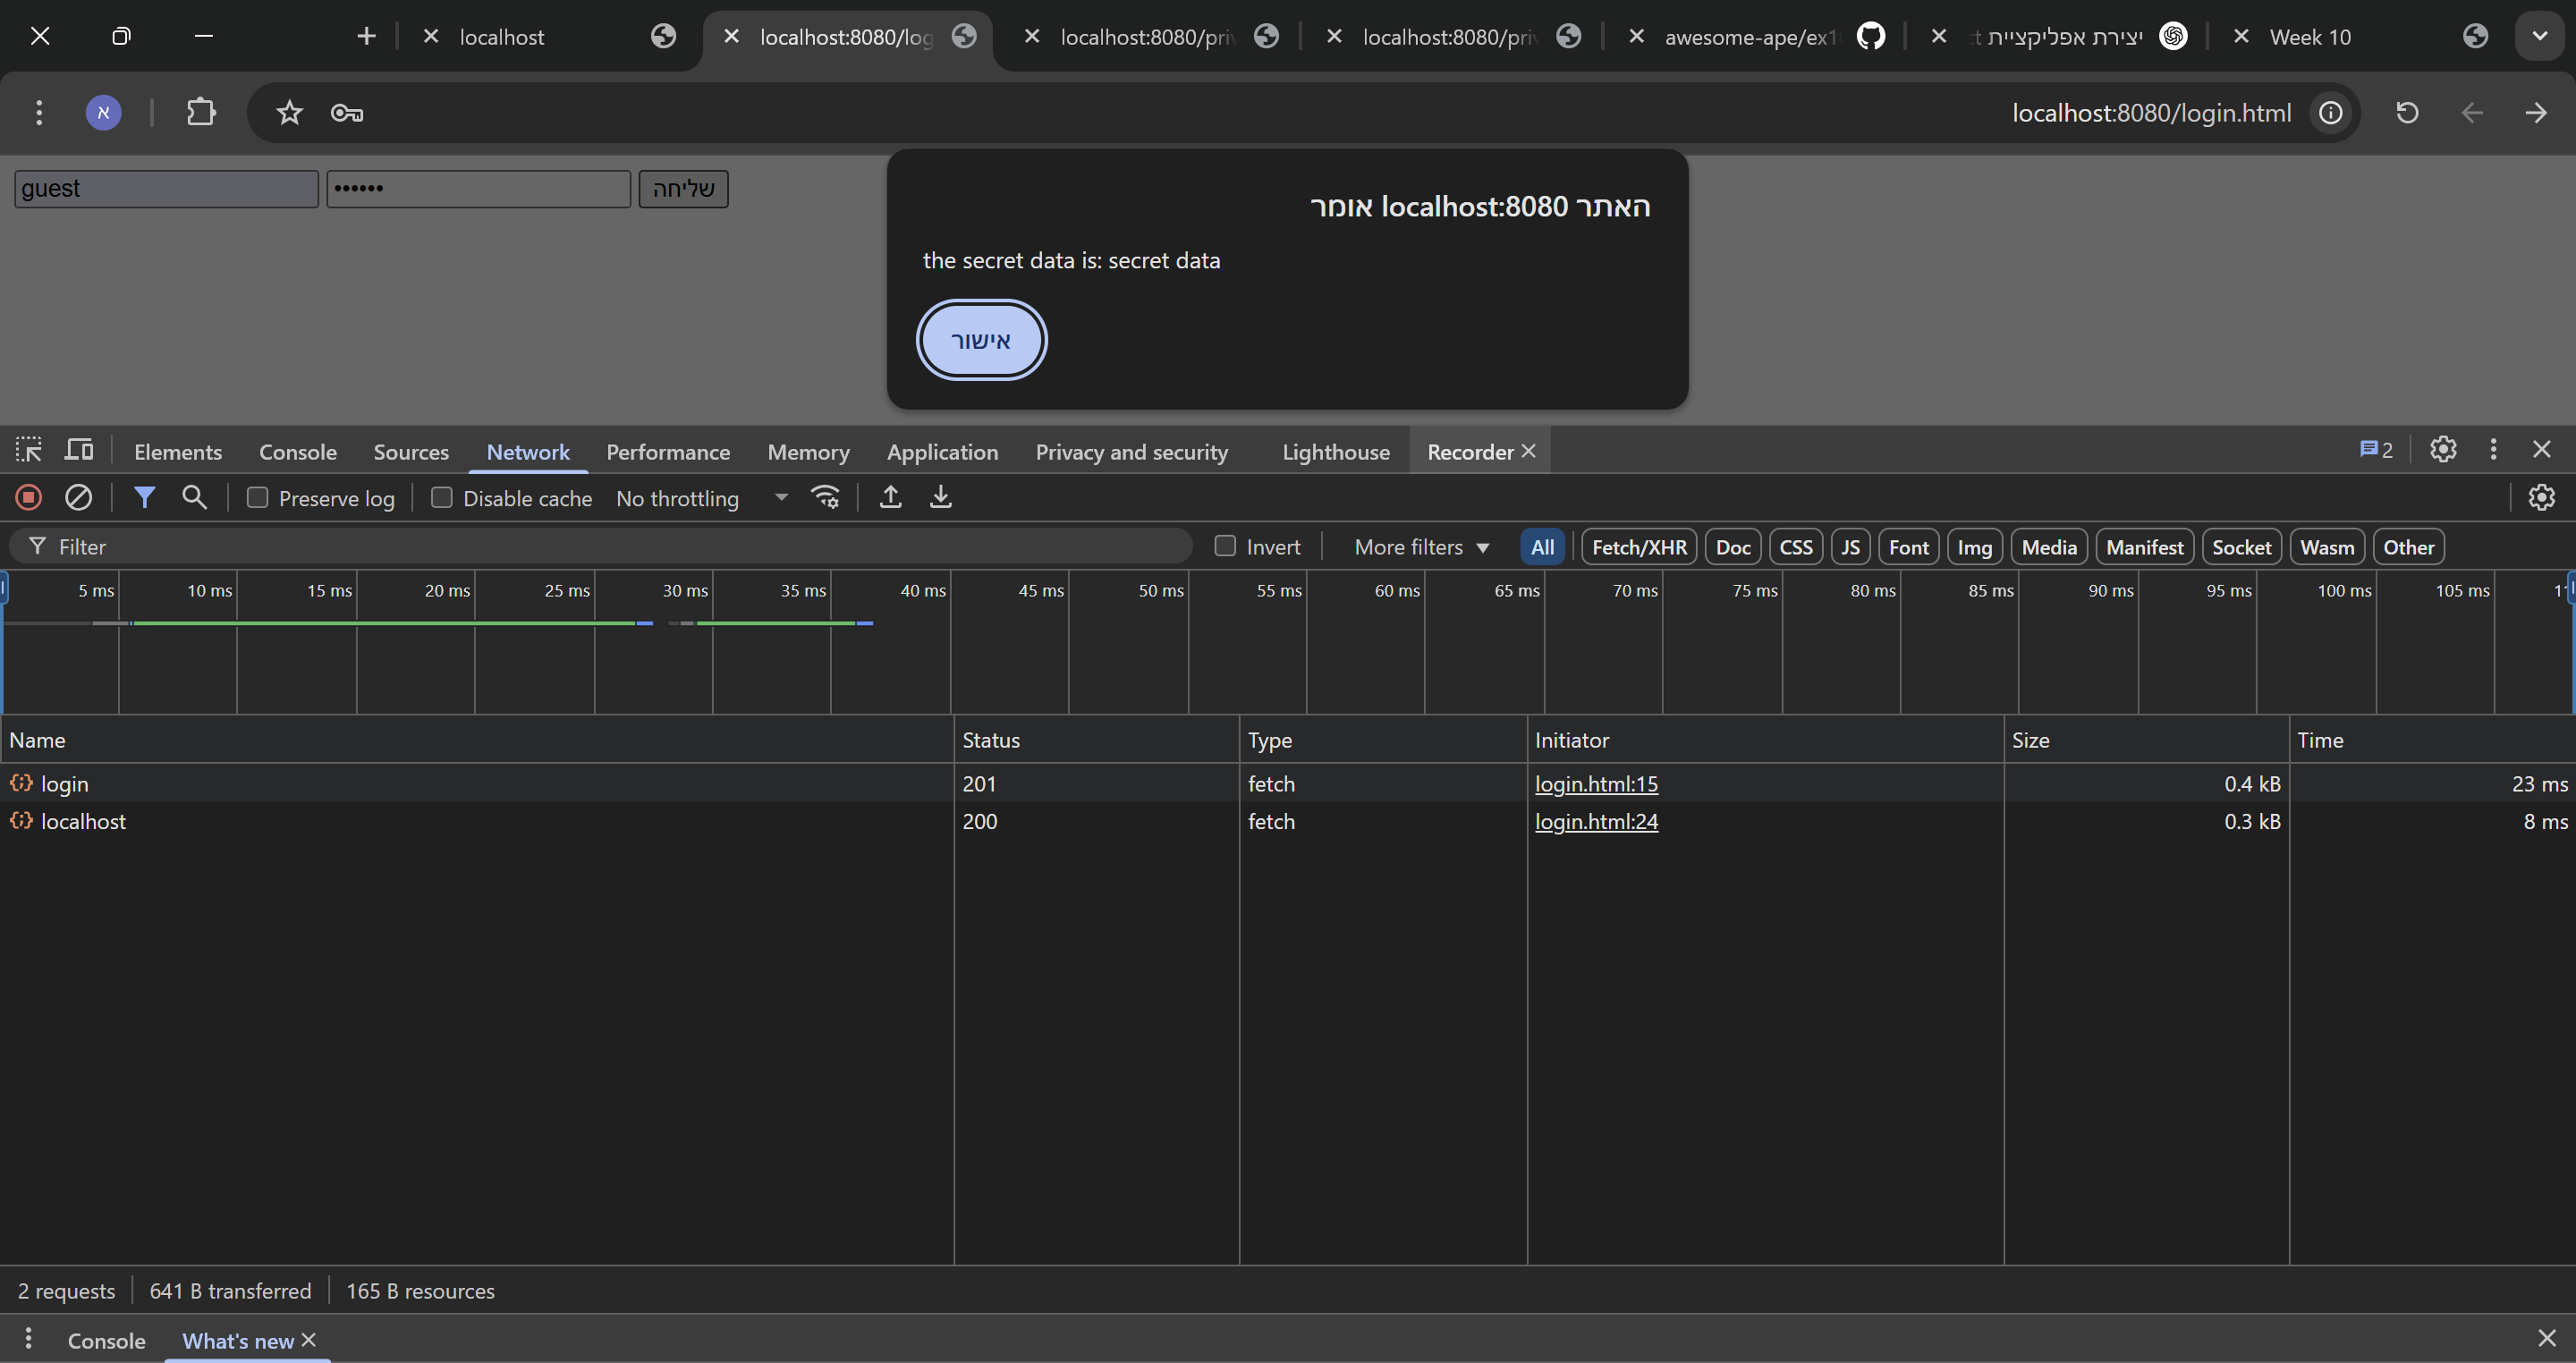 localhost
localhost:8080/log
localhost:8080/pri
localhost:8080/pri
awesome-ape/ex1
יצירת אפליקציית
Week 10
א
localhost:8080/login.html
guest
••••••
שליחה
האתר localhost:8080 אומר
the secret data is: secret data
אישור
Elements Console Sources Network Performance Memory Application Privacy and security Lighthouse Recorder 2
Preserve log Disable cache No throttling
Filter Invert More filters All Fetch/XHR Doc CSS JS Font Img Media Manifest Socket Wasm Other
5 ms 10 ms 15 ms 20 ms 25 ms 30 ms 35 ms 40 ms 45 ms 50 ms 55 ms 60 ms 65 ms 70 ms 75 ms 80 ms 85 ms 90 ms 95 ms 100 ms 105 ms
Name Status Type Initiator Size Time
login 201 fetch login.html:15 0.4 kB 23 ms
localhost 200 fetch login.html:24 0.3 kB 8 ms
2 requests 641 B transferred 165 B resources
Console What's new